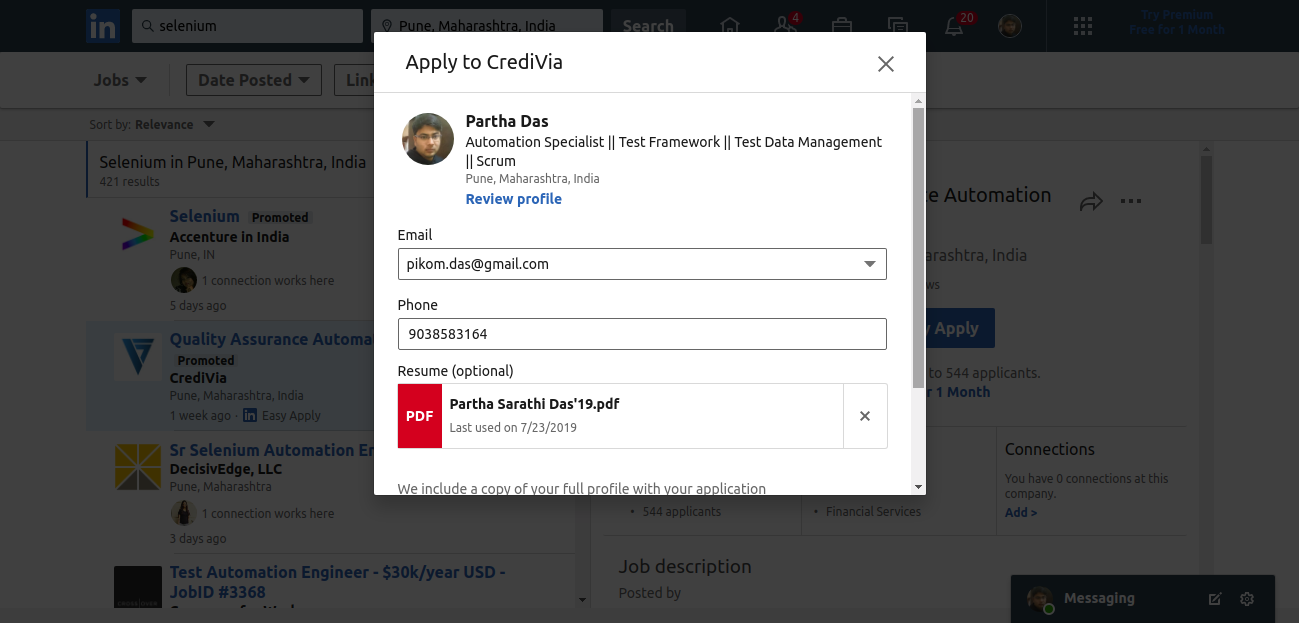 in
selenium
Pune, Maharashtra, India
Search
4
20
Try Premium
Free for 1 Month
Jobs
Date Posted
Link
Sort by: Relevance
Selenium in Pune, Maharashtra, India
421 results
Selenium Promoted
Accenture in India
Pune, IN
1 connection works here
5 days ago
Quality Assurance Automa
Promoted
CrediVia
Pune, Maharashtra, India
1 week ago · in Easy Apply
Sr Selenium Automation En
DecisivEdge, LLC
Pune, Maharashtra
1 connection works here
3 days ago
Test Automation Engineer - $30k/year USD -
JobID #3368
Apply to CrediVia
Partha Das
Automation Specialist || Test Framework || Test Data Management
|| Scrum
Pune, Maharashtra, India
Review profile
Email
pikom.das@gmail.com
Phone
9038583164
Resume (optional)
PDF
Partha Sarathi Das'19.pdf
Last used on 7/23/2019
We include a copy of your full profile with your application
e Automation
arashtra, India
ws
y Apply
to 544 applicants.
r 1 Month
• 544 applicants
• Financial Services
Connections
You have 0 connections at this
company.
Add >
Job description
Posted by
Messaging